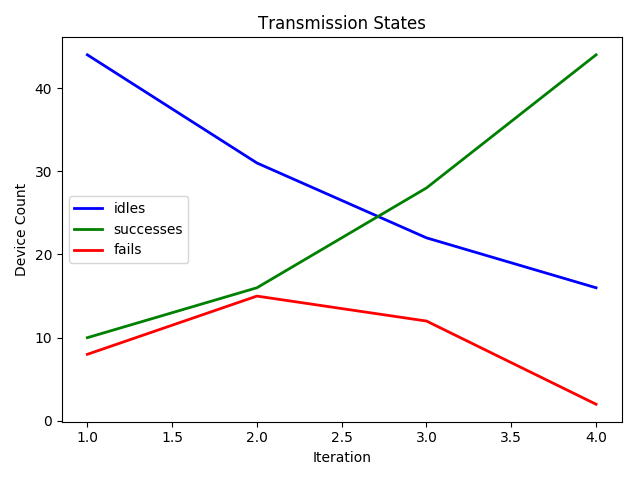 Transmission States
Device Count
40
30
20
10
0
idles
successes
fails
1.0 1.5 2.0 2.5 3.0 3.5 4.0
Iteration